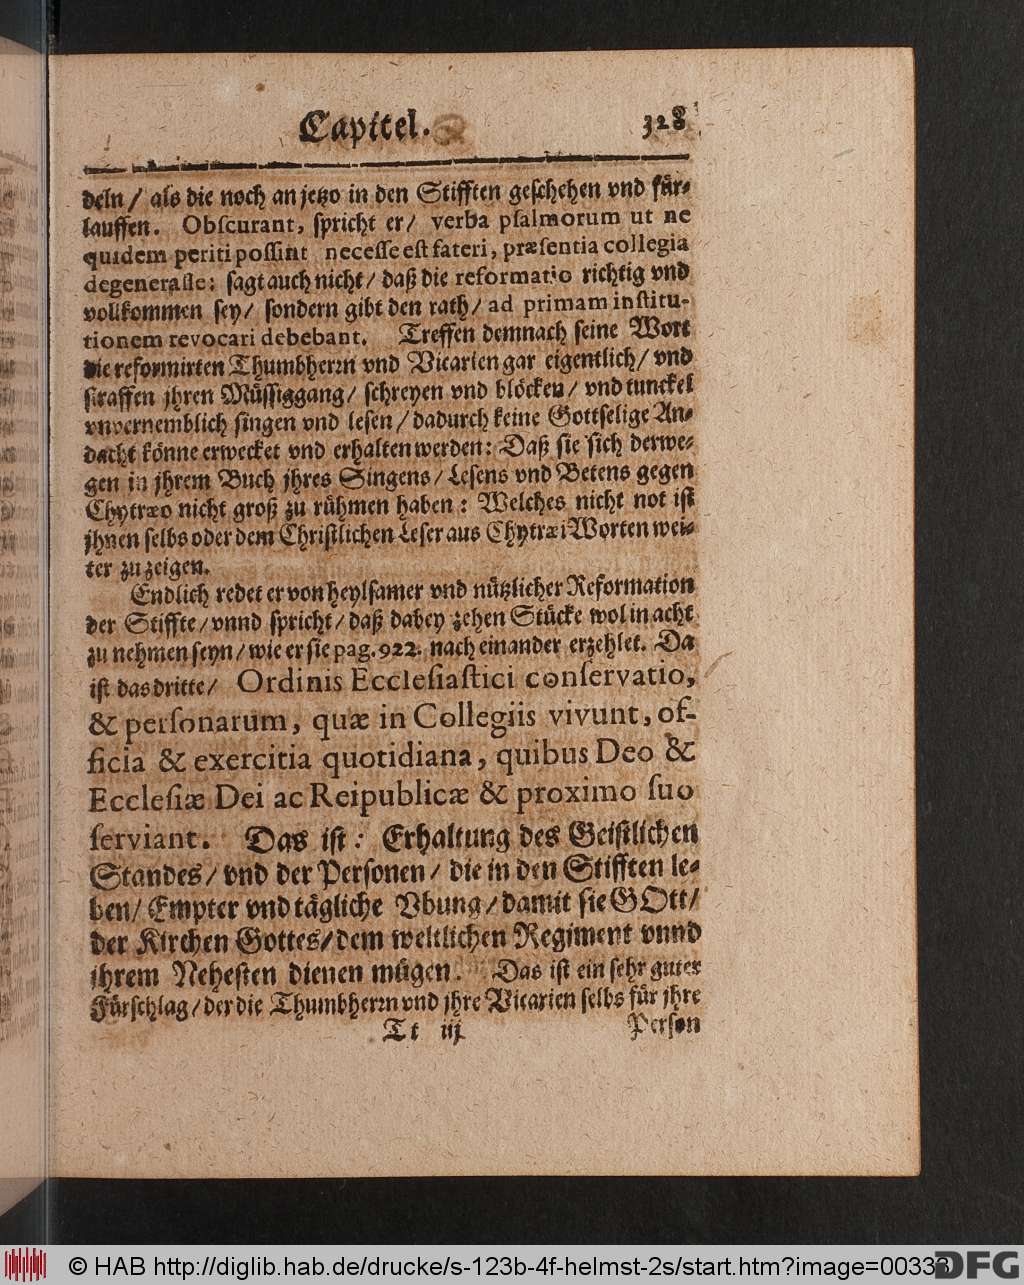 Capitel. 328
deln / als die noch an jetzo in den Stifften geschehen vnd fürlauffen.
lauffen. Obſcurant, ſpricht er / verba pſalmorum ut ne
quidem periti poſſint neceſſe eſt fateri, præſentia collegia
degeneraſſe: ſagt auch nicht / daß die reformatio richtig vnd
vollkommen ſey / ſondern gibt den rath / ad primam inſtitu-
tionem revocari debebant. Treffen demnach ſeine Wort
die reformirten Thumbherrn vnd Vicarien gar eigentlich / vnd
ſtraffen jhren Müſſiggang / ſchreyen vnd blöcken / vnd tunckel
vnvernemblich ſingen vnd leſen / dadurch keine Gottſelige An-
dacht könne erwecket vnd erhalten werden: Daß ſie ſich derwe-
gen in jhrem Buch jhres Singens / Leſens vnd Betens gegen
Chytræo nicht groß zu rühmen haben: Welches nicht not iſt
jhnen ſelbs oder dem Chriſtlichen Leſer aus Chytræi Worten wei-
ter zu zeigen.
Endlich redet er von heylſamer vnd nützlicher Reformation
der Stiffte / vnnd ſpricht / daß dabey zehen Stücke wol in acht
zu nehmen ſeyn / wie er ſie pag. 922. nach einander erzehlet. Da
iſt das dritte / Ordinis Eccleſiaſtici conſervatio,
& perſonarum, quæ in Collegiis vivunt, of-
ficia & exercitia quotidiana, quibus Deo &
Eccleſiæ Dei ac Reipublicæ & proximo ſuo
ſerviant. Das iſt: Erhaltung des Geiſtlichen
Standes / vnd der Perſonen / die in den Stifften le-
ben / Empter vnd tägliche Vbung / damit ſie GOtt /
der Kirchen Gottes / dem weltlichen Regiment vnnd
jhrem Neheſten dienen mügen. Das iſt ein ſehr guter
Fürſchlag / der die Thumbherrn vnd jhre Vicarien ſelbs für jhre
Tt iij Perſon
© HAB http://diglib.hab.de/drucke/s-123b-4f-helmst-2s/start.htm?image=00333
DFG